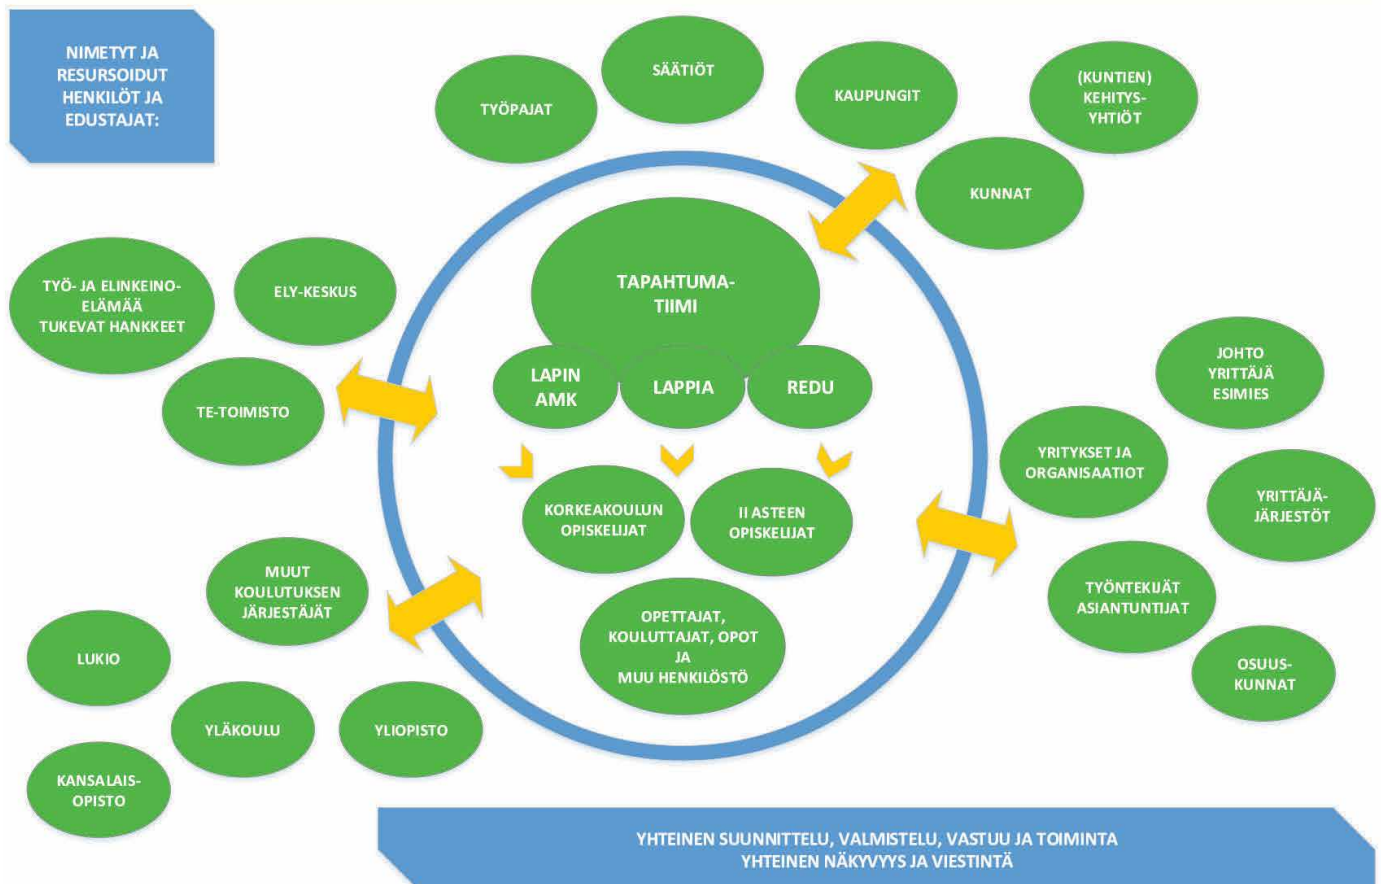 NIMETYT JA
RESURSOIDUT
HENKILÖT JA
EDUSTAJAT:
TYÖPAJAT
SÄÄTIÖT
KAUPUNGIT
(KUNTIEN)
KEHITYS-
YHTIÖT
KUNNAT
TYÖ- JA ELINKEINO-
ELÄMÄÄ
TUKEVAT HANKKEET
ELY-KESKUS
TE-TOIMISTO
TAPAHTUMA-
TIIMI
LAPIN
AMK
LAPPIA
REDU
JOHTO
YRITTÄJÄ
ESIMIES
YRITYKSET JA
ORGANISAATIOT
YRITTÄJÄ-
JÄRJESTÖT
KORKEAKOULUN
OPISKELIJAT
II ASTEEN
OPISKELIJAT
TYÖNTEKIJÄT
ASIANTUNTIJAT
OSUUS-
KUNNAT
MUUT
KOULUTUKSEN
JÄRJESTÄJÄT
OPETTAJAT,
KOULUTTAJAT, OPOT
JA
MUU HENKILÖSTÖ
LUKIO
YLÄKOULU
YLIOPISTO
KANSALAIS-
OPISTO
YHTEINEN SUUNNITTELU, VALMISTELU, VASTUU JA TOIMINTA
YHTEINEN NÄKYVYYS JA VIESTINTÄ